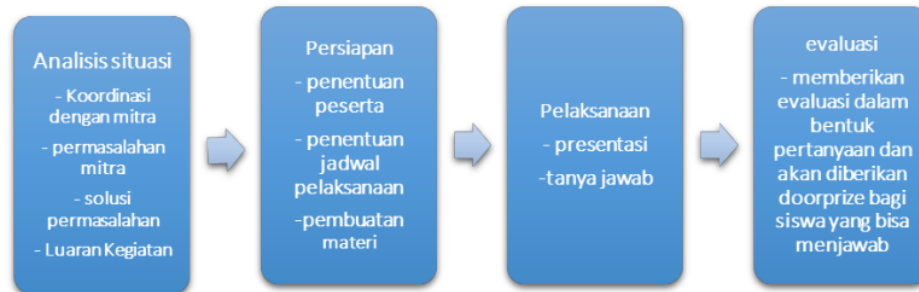 Analisis situasi
- Koordinasi
dengan mitra
- permasalahan
mitra
- solusi
permasalahan
- Luaran Kegiatan
Persiapan
- penentuan
peserta
- penentuan
jadwal
pelaksanaan
-pembuatan
materi
Pelaksanaan
- presentasi
-tanya jawab
evaluasi
- memberikan
evaluasi dalam
bentuk
pertanyaan dan
akan diberikan
doorprize bagi
siswa yang bisa
menjawab